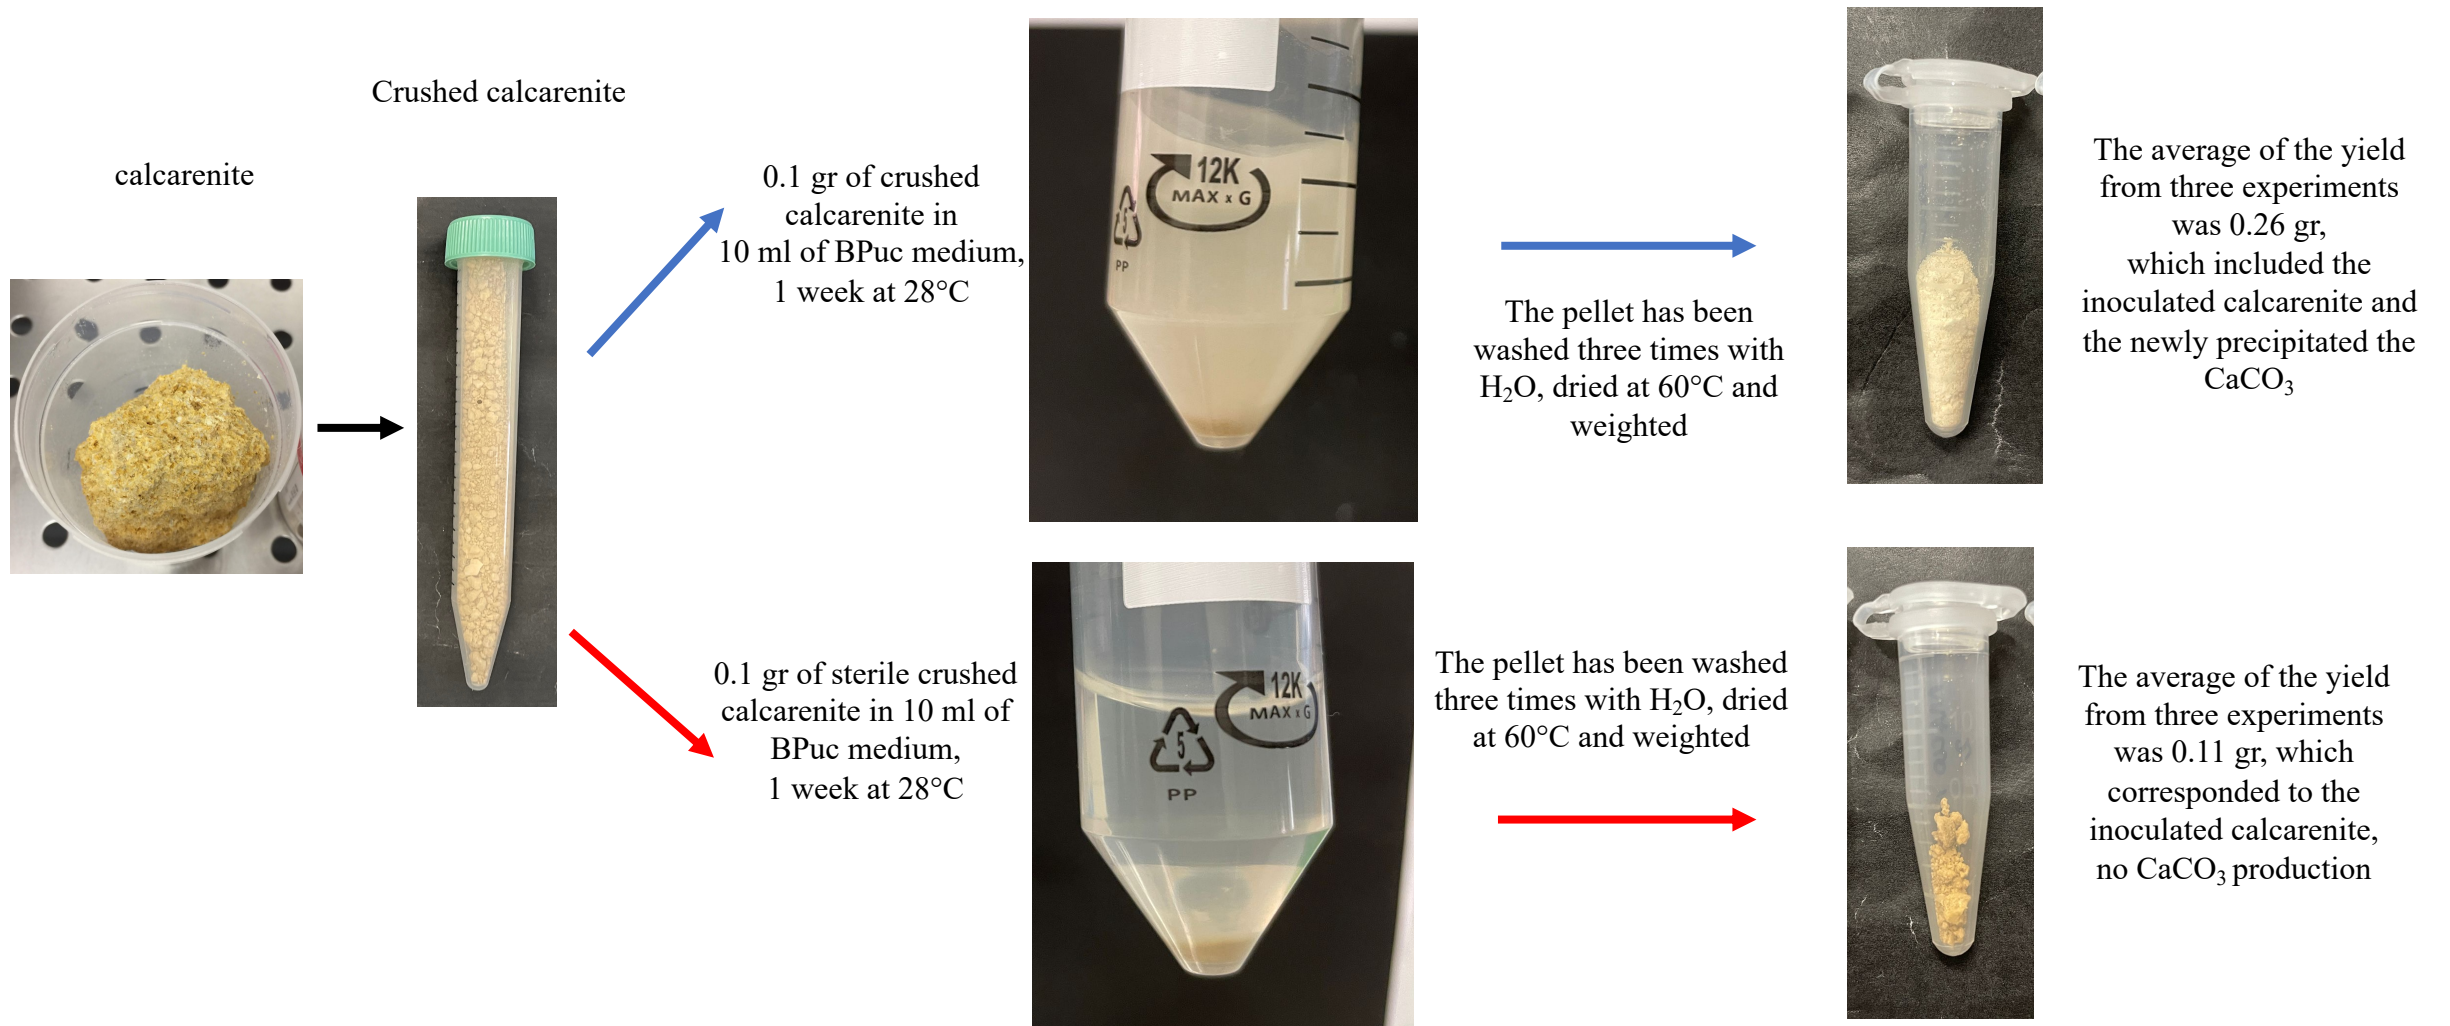 calcarenite
Crushed calcarenite
0.1 gr of crushed
calcarenite in
10 ml of BPuc medium,
1 week at 28°C
12K
MAX x G
5
PP
The pellet has been
washed three times with
H₂O, dried at 60°C and
weighted
The average of the yield
from three experiments
was 0.26 gr,
which included the
inoculated calcarenite and
the newly precipitated the
CaCO₃
0.1 gr of sterile crushed
calcarenite in 10 ml of
BPuc medium,
1 week at 28°C
12K
MAX x G
5
PP
The pellet has been washed
three times with H₂O, dried
at 60°C and weighted
The average of the yield
from three experiments
was 0.11 gr, which
corresponded to the
inoculated calcarenite,
no CaCO₃ production